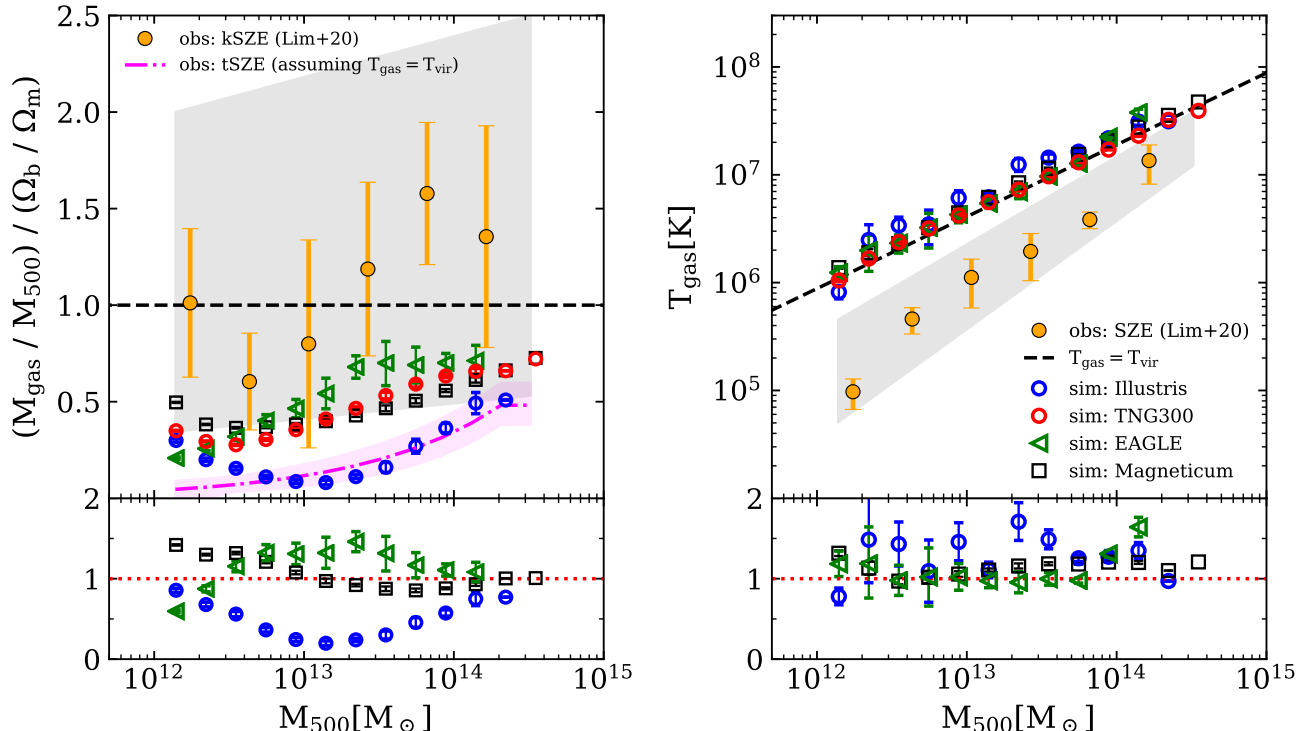 (M_gas / M_500) / (Ω_b / Ω_m)
2.5
2.0
1.5
1.0
0.5
2
1
0
obs: kSZE (Lim+20)
obs: tSZE (assuming T_gas = T_vir)
10^12
10^13
10^14
10^15
M_500[M_⊙]
T_gas[K]
10^8
10^7
10^6
10^5
2
1
0
obs: SZE (Lim+20)
T_gas = T_vir
sim: Illustris
sim: TNG300
sim: EAGLE
sim: Magneticum
10^12
10^13
10^14
10^15
M_500[M_⊙]